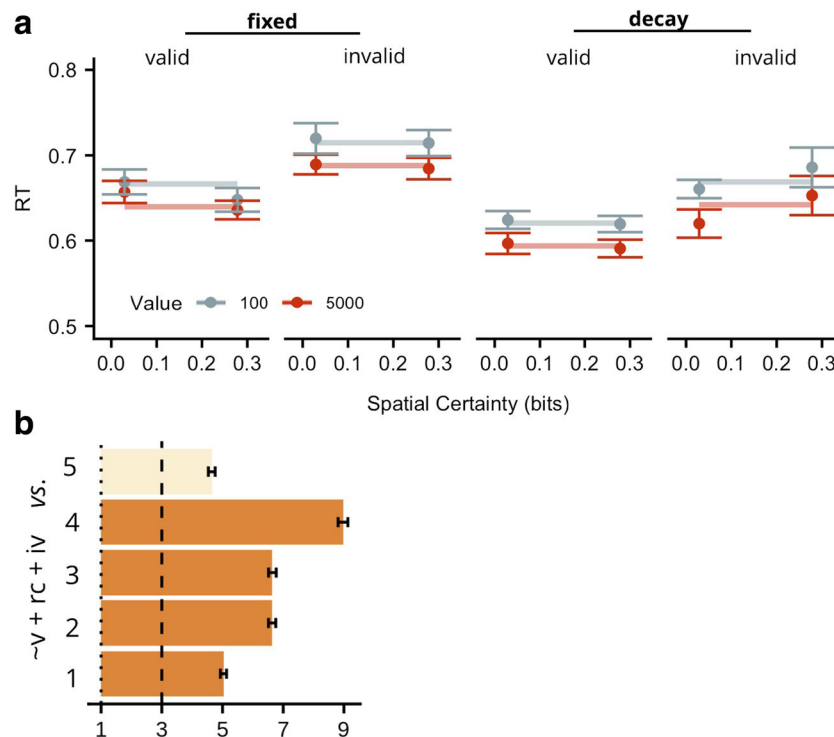 a
fixed
decay
valid
invalid
valid
invalid
0.8
0.7
0.6
0.5
RT
Value 100 5000
0.0 0.1 0.2 0.3 0.0 0.1 0.2 0.3 0.0 0.1 0.2 0.3 0.0 0.1 0.2 0.3
Spatial Certainty (bits)
b
~v + rc + iv vs.
5
4
3
2
1
1 3 5 7 9